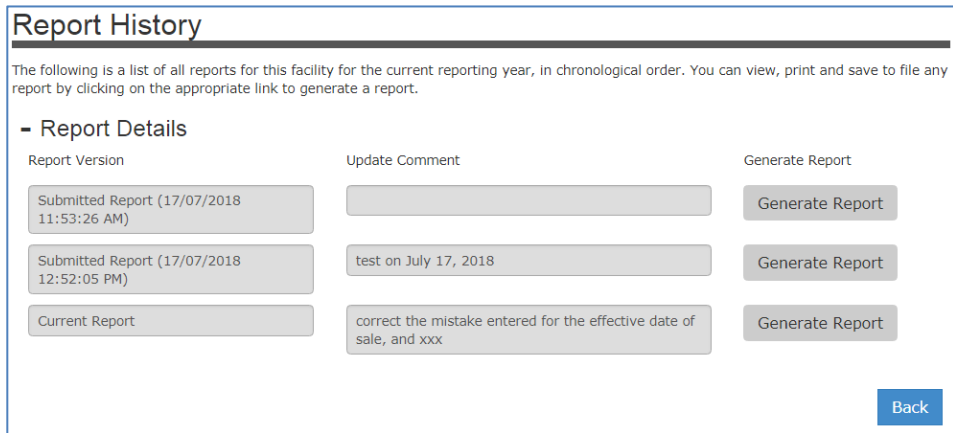 Report History
The following is a list of all reports for this facility for the current reporting year, in chronological order. You can view, print and save to file any
report by clicking on the appropriate link to generate a report.
- Report Details
Report Version Update Comment Generate Report
Submitted Report (17/07/2018
11:53:26 AM)
Generate Report
Submitted Report (17/07/2018
12:52:05 PM)
test on July 17, 2018
Generate Report
Current Report
correct the mistake entered for the effective date of
sale, and xxx
Generate Report
Back